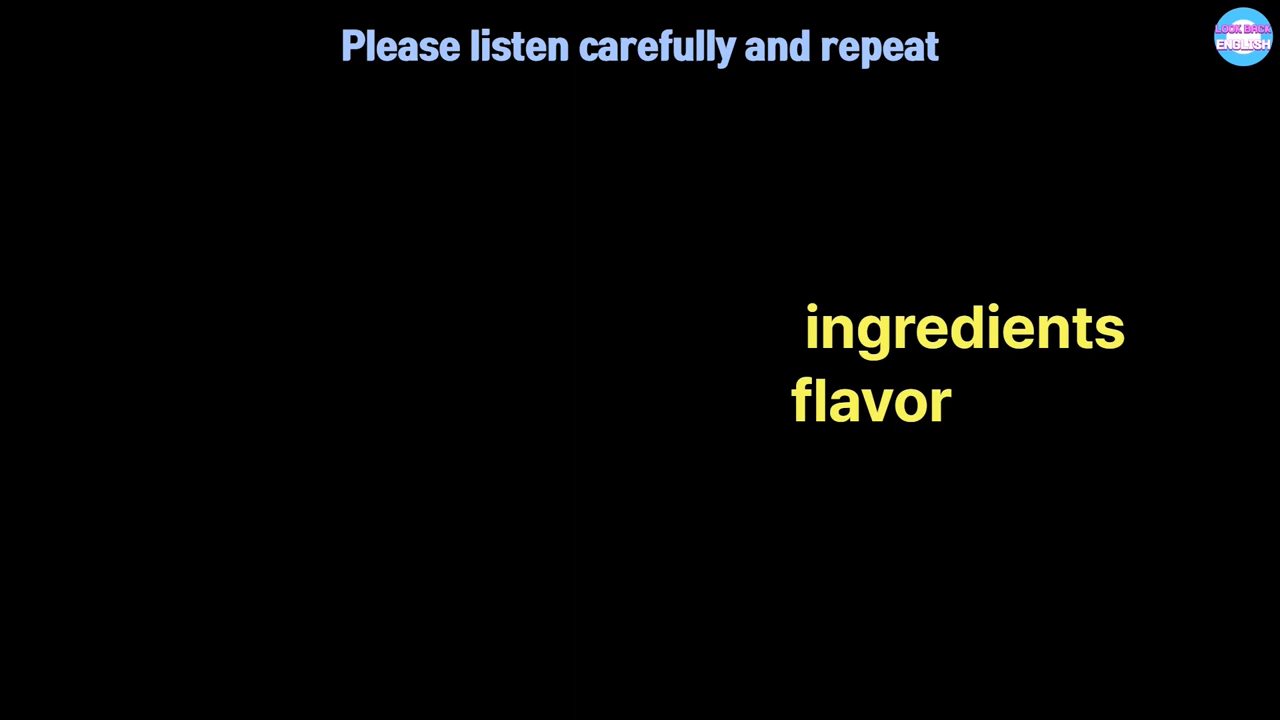 Please listen carefully and repeat
LOOK BACK
ENGLISH
ingredients
flavor